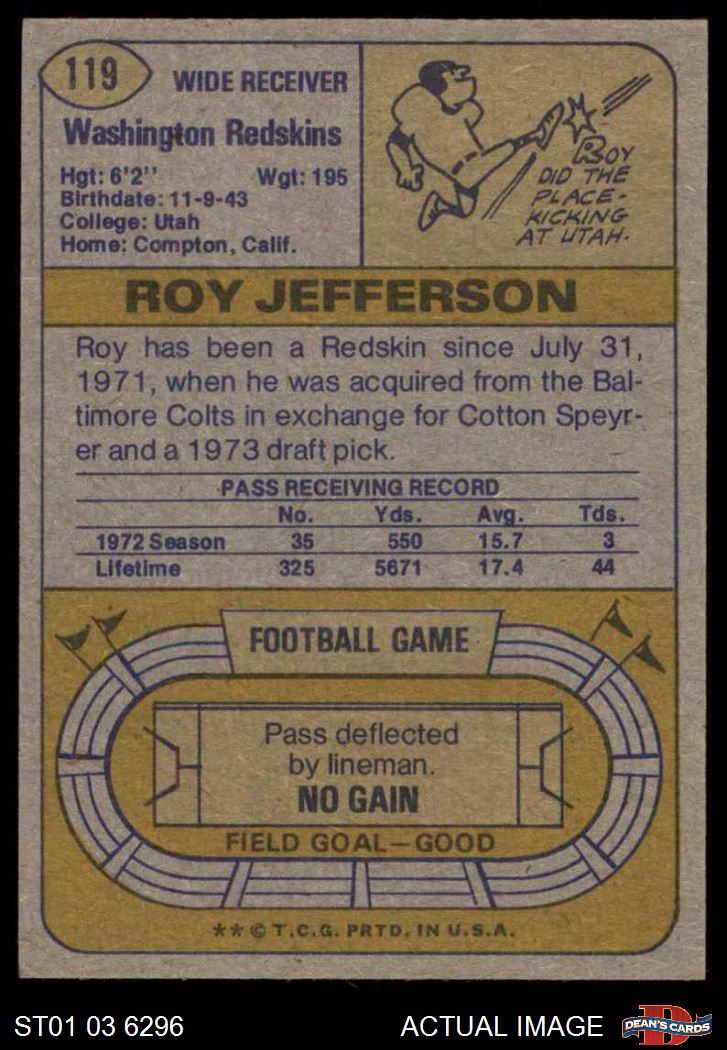 119
WIDE RECEIVER
Washington Redskins
Hgt: 6'2" Wgt: 195
Birthdate: 11-9-43
College: Utah
Home: Compton, Calif.
ROY
DID THE
PLACE-
KICKING
AT UTAH.
ROY JEFFERSON
Roy has been a Redskin since July 31,
1971, when he was acquired from the Bal-
timore Colts in exchange for Cotton Speyr-
er and a 1973 draft pick.
PASS RECEIVING RECORD
No. Yds. Avg. Tds.
1972 Season 35 550 15.7 3
Lifetime 325 5671 17.4 44
FOOTBALL GAME
Pass deflected
by lineman.
NO GAIN
FIELD GOAL—GOOD
** © T.C.G. PRTD. IN U.S.A.
ST01 03 6296 ACTUAL IMAGE
D
DEAN'S CARDS